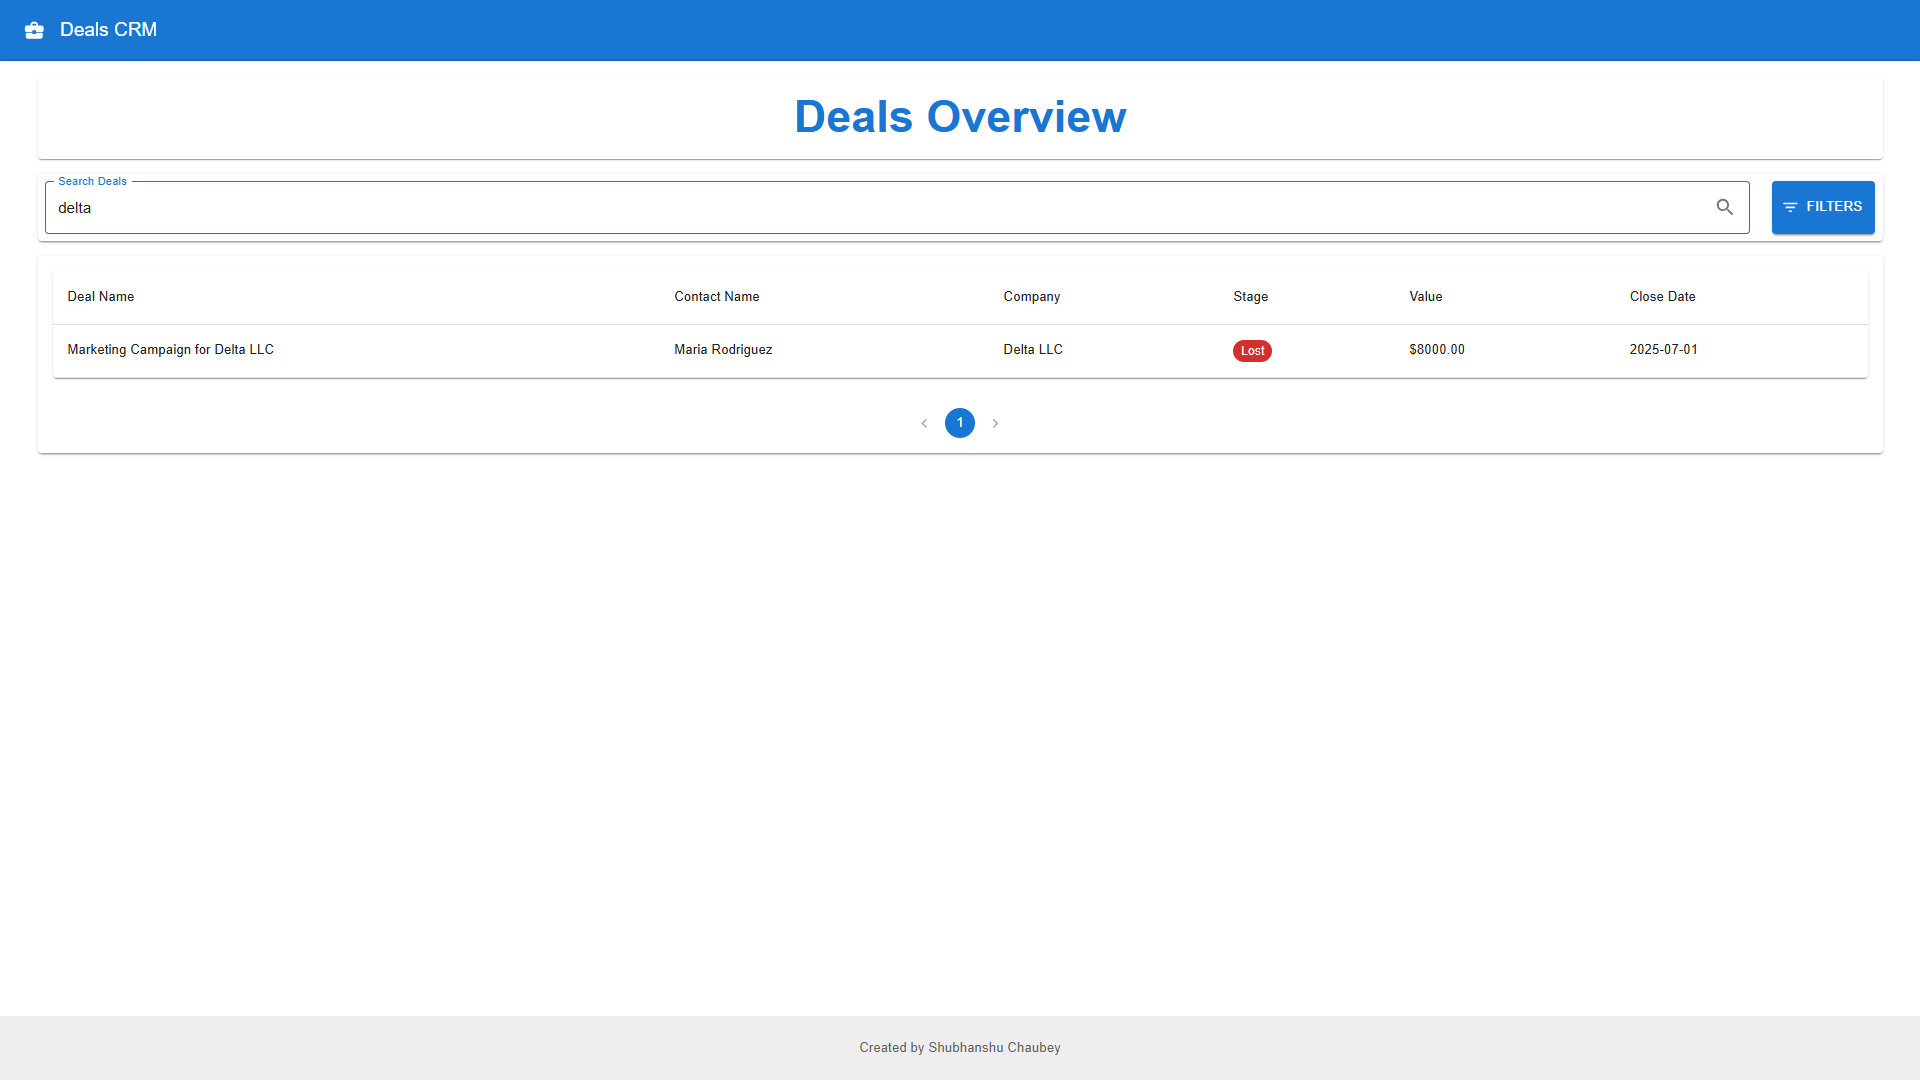 Deals CRM
Deals Overview
Search Deals
delta
FILTERS
Deal Name Contact Name Company Stage Value Close Date
Marketing Campaign for Delta LLC Maria Rodriguez Delta LLC Lost $8000.00 2025-07-01
1
Created by Shubhanshu Chaubey